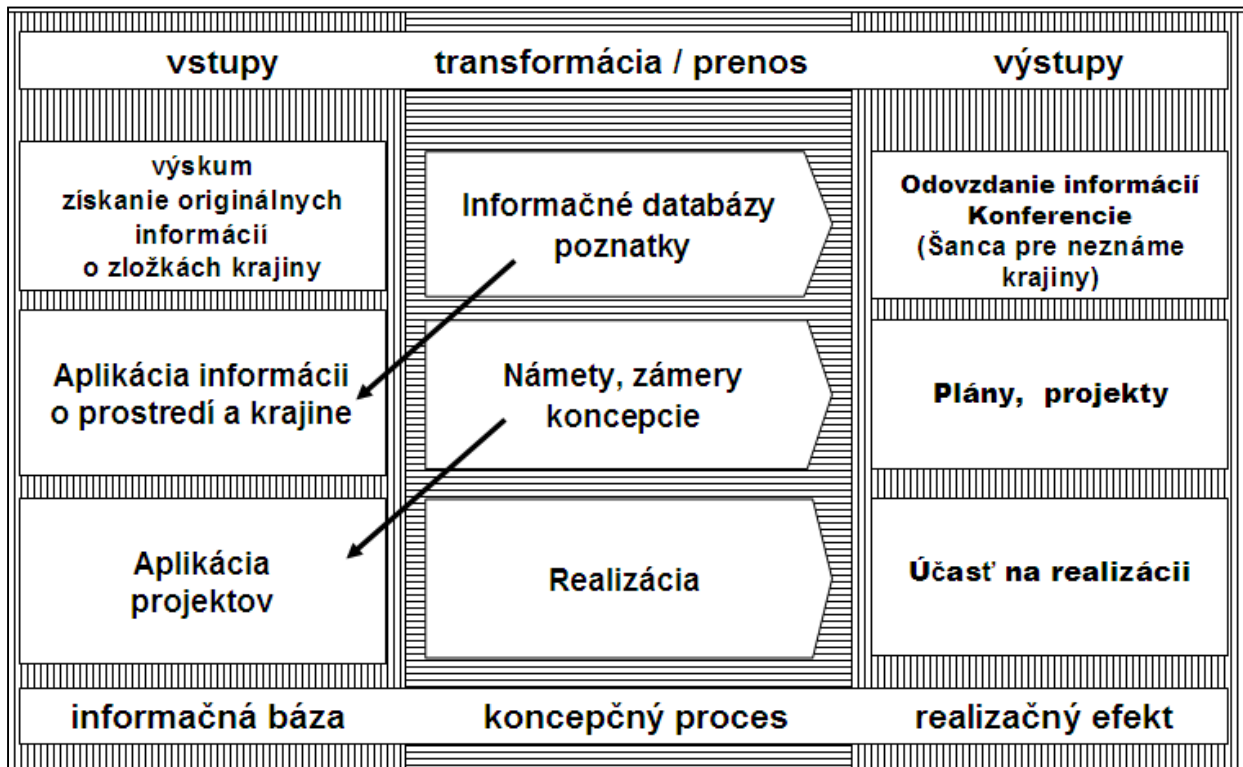 vstupy transformácia / prenos výstupy
výskum
získanie originálnych
informácií
o zložkách krajiny
Informačné databázy
poznatky
Odovzdanie informácií
Konferencie
(Šanca pre neznáme
krajiny)
Aplikácia informácii
o prostredí a krajine
Námety, zámery
koncepcie
Plány, projekty
Aplikácia
projektov
Realizácia
Účasť na realizácii
informačná báza koncepčný proces realizačný efekt